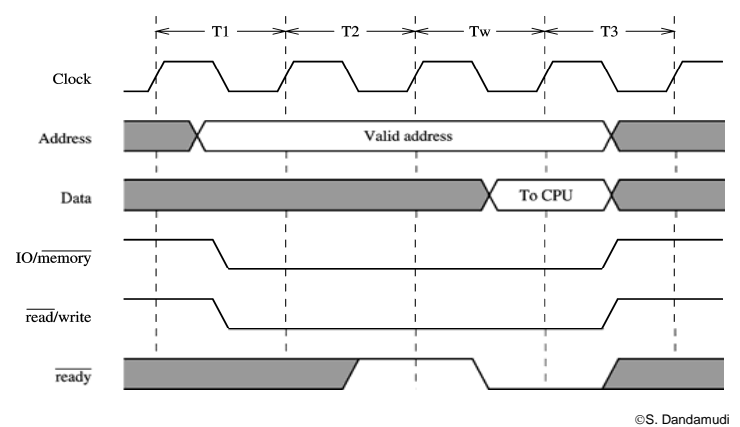 T1 T2 Tw T3
Clock
Address Valid address
Data To CPU
IO/memory
read/write
ready
©S. Dandamudi